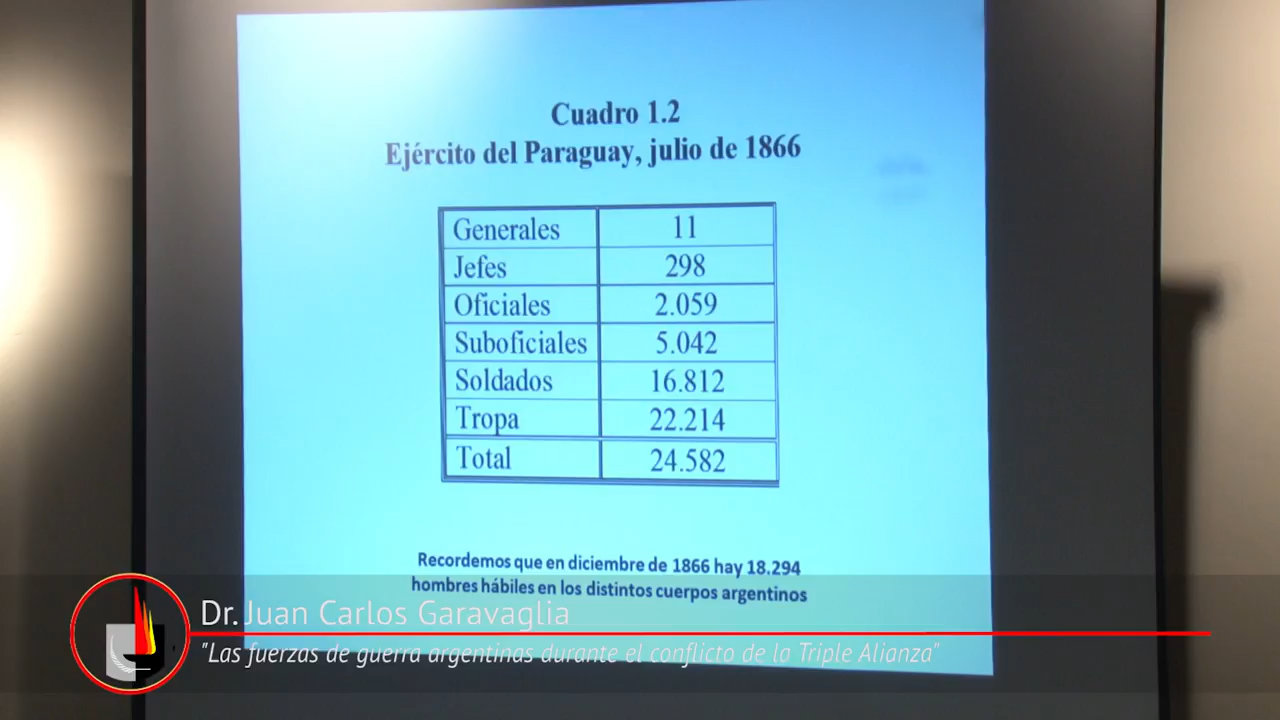 Cuadro 1.2
Ejército del Paraguay, julio de 1866
Generales 11
Jefes 298
Oficiales 2.059
Suboficiales 5.042
Soldados 16.812
Tropa 22.214
Total 24.582
Recordemos que en diciembre de 1866 hay 18.294
hombres hábiles en los distintos cuerpos argentinos
Dr. Juan Carlos Garavaglia
"Las fuerzas de guerra argentinas durante el conflicto de la Triple Alianza"